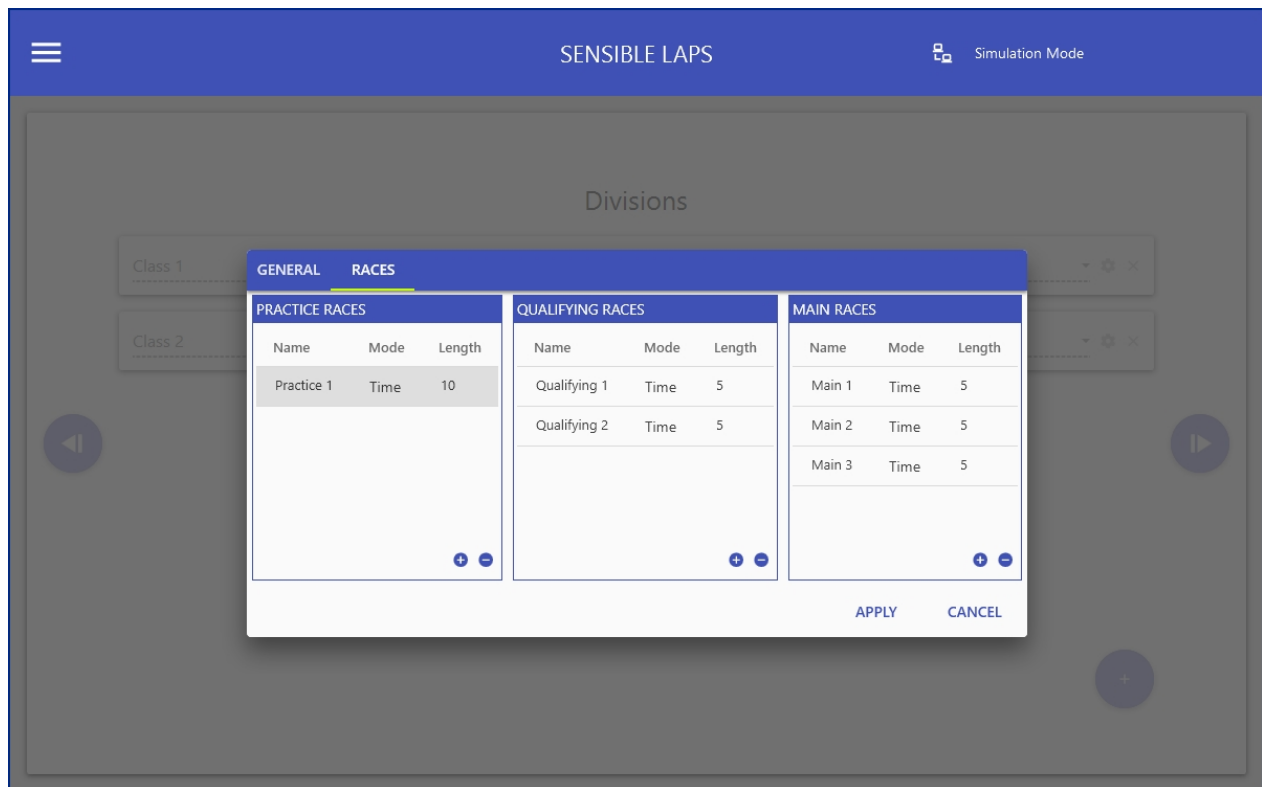 SENSIBLE LAPS
Simulation Mode
Divisions
Class 1
Class 2
GENERAL RACES
PRACTICE RACES
Name Mode Length
Practice 1 Time 10
QUALIFYING RACES
Name Mode Length
Qualifying 1 Time 5
Qualifying 2 Time 5
MAIN RACES
Name Mode Length
Main 1 Time 5
Main 2 Time 5
Main 3 Time 5
APPLY CANCEL